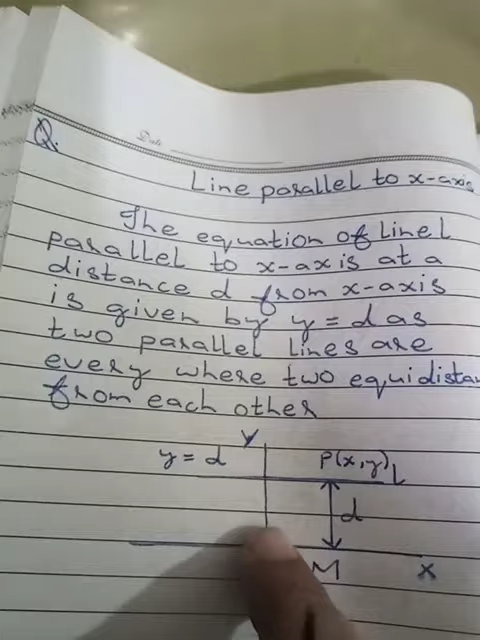 Q.
Date
Line parallel to x-axis
The equation of line L
parallel to x-axis at a
distance d from x-axis
is given by y = d as
two parallel lines are
every where two equidistan
from each other
Y
y = d P(x,y) L
d
M X